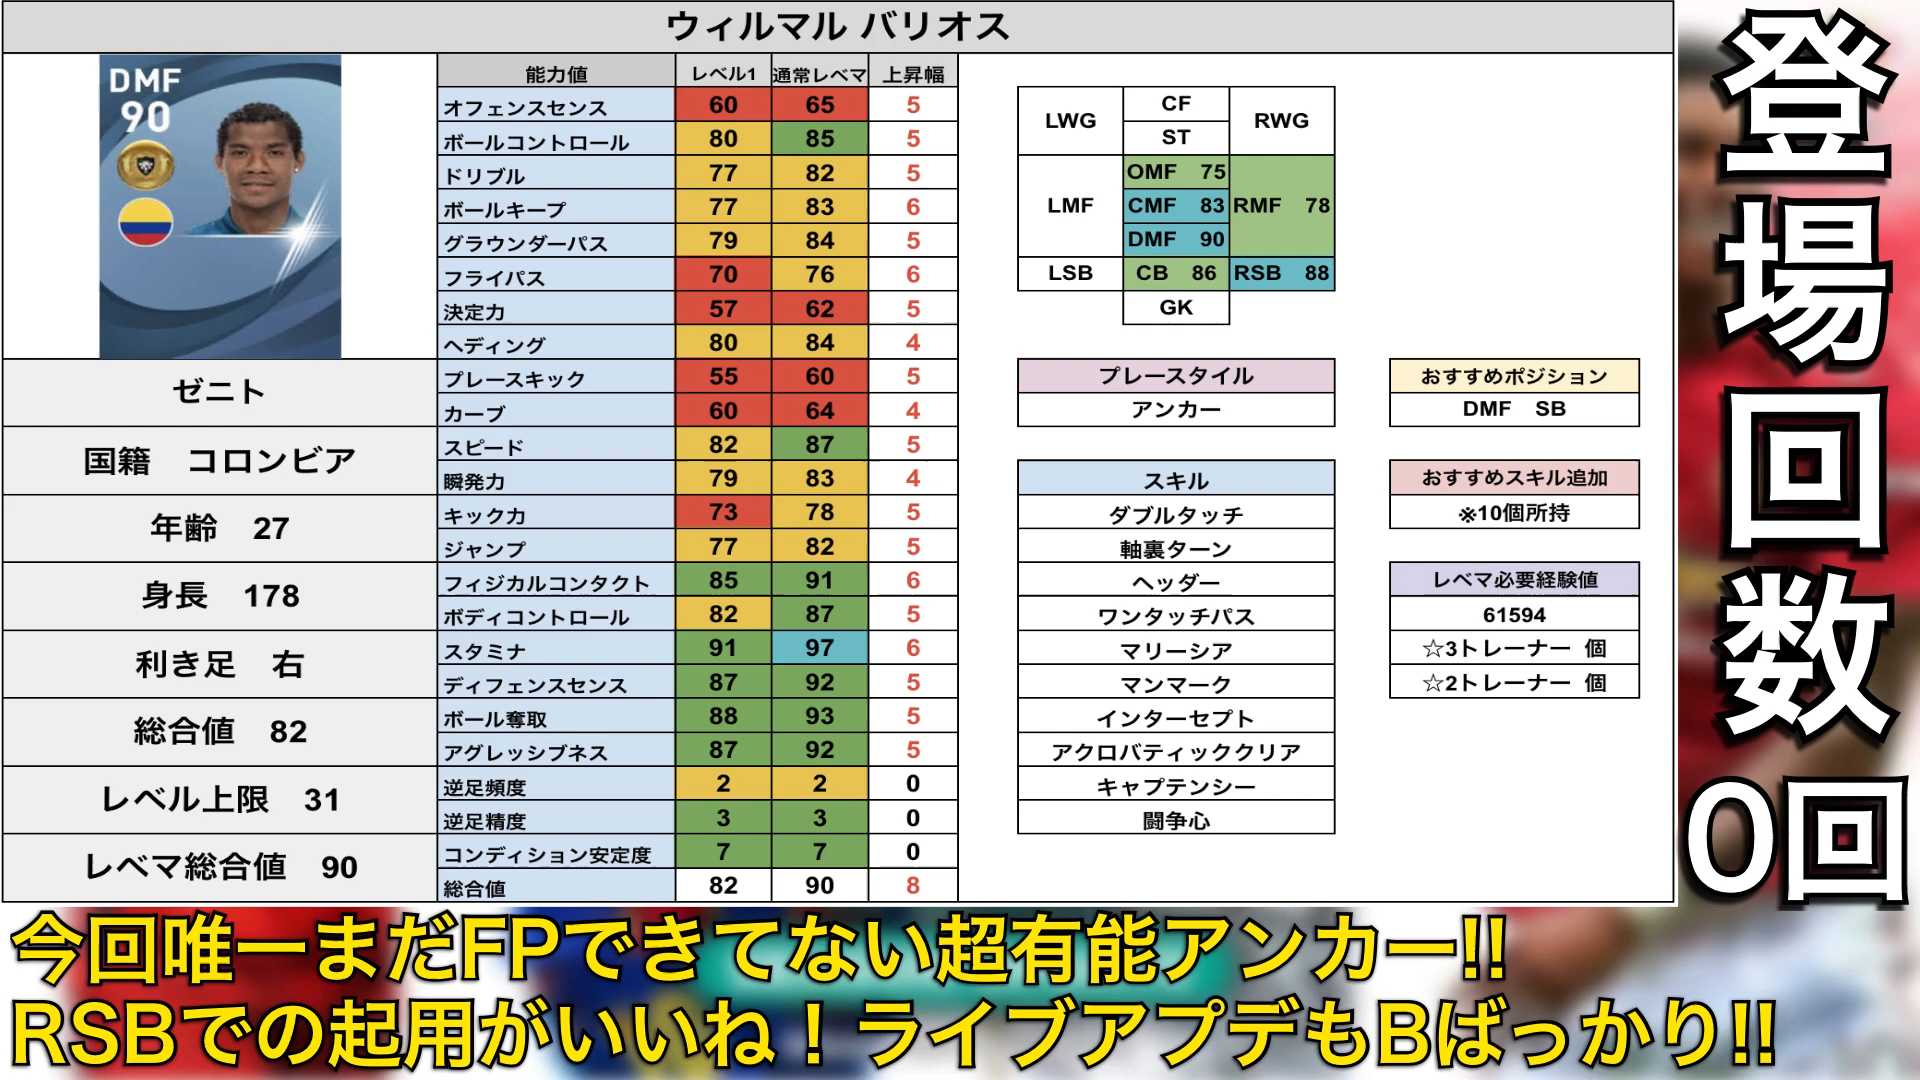 ウィルマル バリオス
DMF
90
ゼニト
国籍 コロンビア
年齢 27
身長 178
利き足 右
総合値 82
レベル上限 31
レベマ総合値 90
能力値 レベル1 通常レベマ 上昇幅
オフェンスセンス 60 65 5
ボールコントロール 80 85 5
ドリブル 77 82 5
ボールキープ 77 83 6
グラウンダーパス 79 84 5
フライパス 70 76 6
決定力 57 62 5
ヘディング 80 84 4
プレースキック 55 60 5
カーブ 60 64 4
スピード 82 87 5
瞬発力 79 83 4
キック力 73 78 5
ジャンプ 77 82 5
フィジカルコンタクト 85 91 6
ボディコントロール 82 87 5
スタミナ 91 97 6
ディフェンスセンス 87 92 5
ボール奪取 88 93 5
アグレッシブネス 87 92 5
逆足頻度 2 2 0
逆足精度 3 3 0
コンディション安定度 7 7 0
総合値 82 90 8
LWG CF RWG
ST
OMF 75
LMF CMF 83 RMF 78
DMF 90
LSB CB 86 RSB 88
GK
プレースタイル
アンカー
スキル
ダブルタッチ
軸裏ターン
ヘッダー
ワンタッチパス
マリーシア
マンマーク
インターセプト
アクロバティッククリア
キャプテンシー
闘争心
おすすめポジション
DMF SB
おすすめスキル追加
※10個所持
レベマ必要経験値
61594
☆3トレーナー 個
☆2トレーナー 個
登場回数
0回
今回唯一まだFPできてない超有能アンカー!!
RSBでの起用がいいね！ライブアプデもBばっかり!!